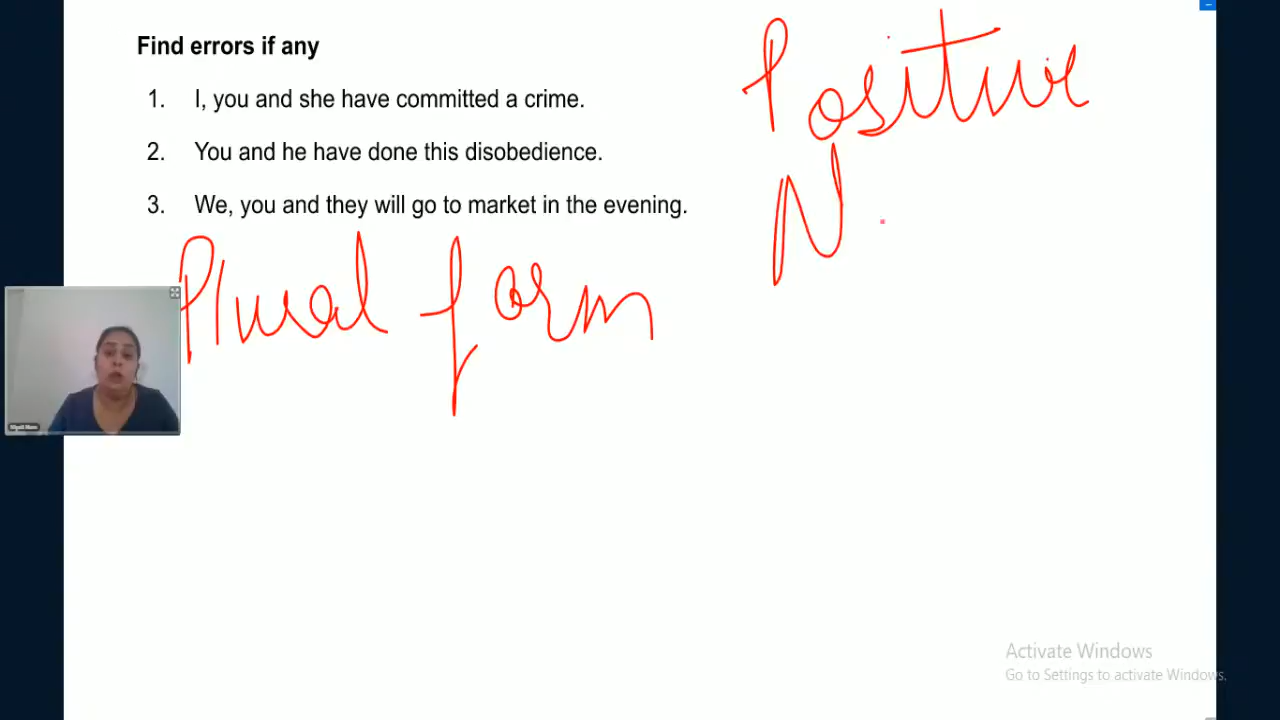 Find errors if any
1. I, you and she have committed a crime.
2. You and he have done this disobedience.
3. We, you and they will go to market in the evening.
Positive
N
Plural form
Activate Windows
Go to Settings to activate Windows.